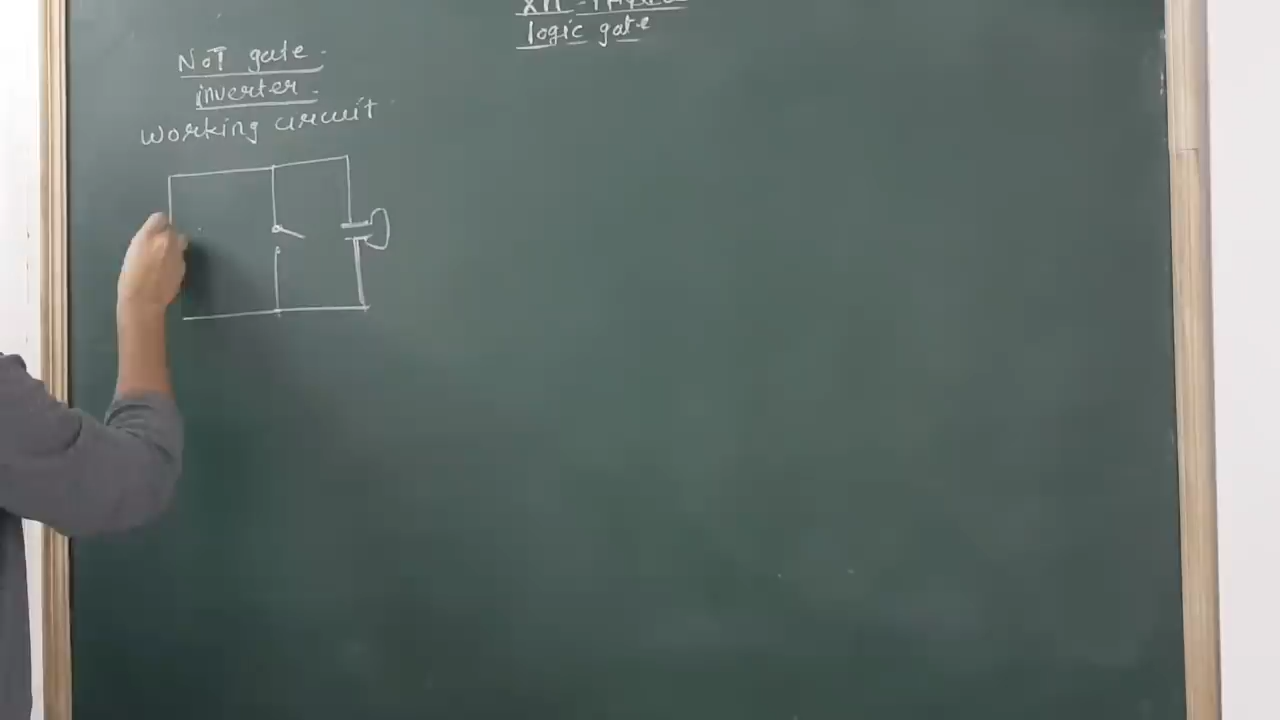 logic gate
NOT gate.
inverter.
Working circuit